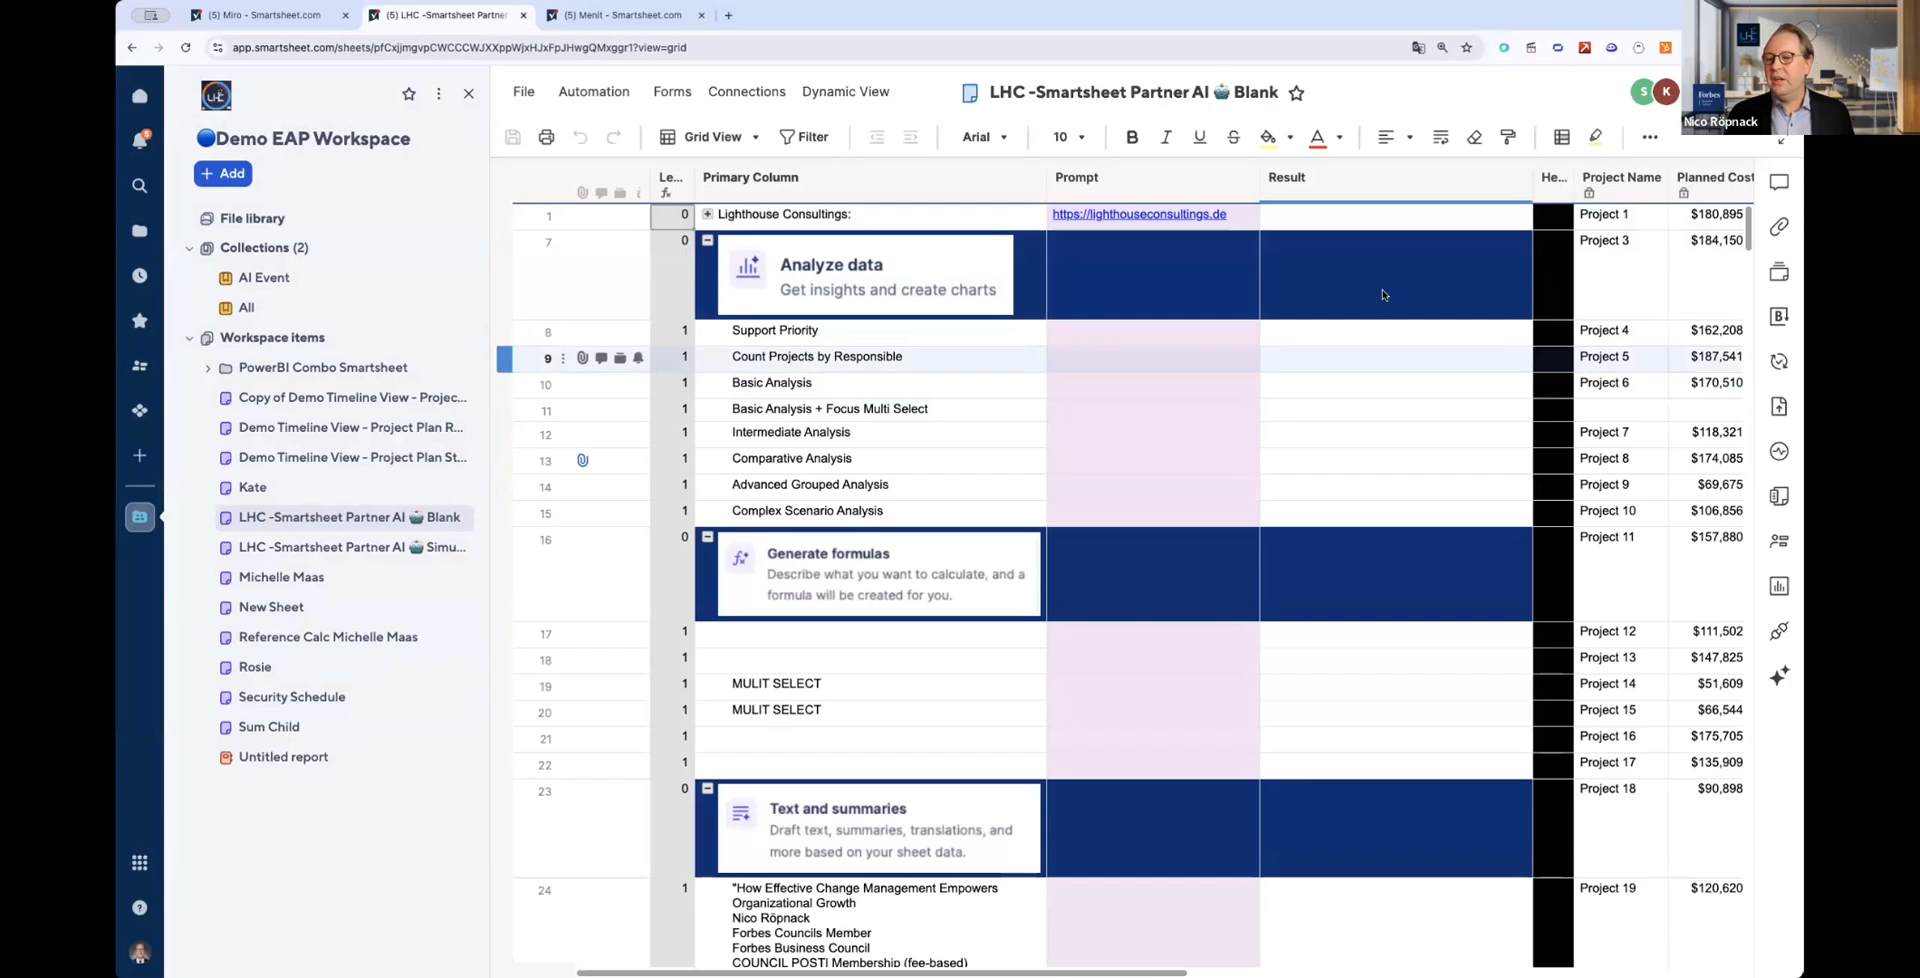 (5) Miro - Smartsheet.com
(5) LHC -Smartsheet Partner
(5) Menit - Smartsheet.com
app.smartsheet.com/sheets/pfCxjjmgvpCWCCCWJXXppWjxHJxFpJHwgQMxggr1?view=grid
LHC
Demo EAP Workspace
Add
File library
Collections (2)
AI Event
All
Workspace items
PowerBI Combo Smartsheet
Copy of Demo Timeline View - Projec...
Demo Timeline View - Project Plan R...
Demo Timeline View - Project Plan St...
Kate
LHC -Smartsheet Partner AI 🤖 Blank
LHC -Smartsheet Partner AI 🤖 Simu...
Michelle Maas
New Sheet
Reference Calc Michelle Maas
Rosie
Security Schedule
Sum Child
Untitled report
File Automation Forms Connections Dynamic View
LHC -Smartsheet Partner AI 🤖 Blank
S K
Forbes
Nico Röpnack
Grid View Filter Arial 10 B I U S A
Le... Primary Column Prompt Result He... Project Name Planned Cost
1 0 Lighthouse Consultings: https://lighthouseconsultings.de Project 1 $180,895
7 0 Analyze data Project 3 $184,150
Get insights and create charts
8 1 Support Priority Project 4 $162,208
9 1 Count Projects by Responsible Project 5 $187,541
10 1 Basic Analysis Project 6 $170,510
11 1 Basic Analysis + Focus Multi Select
12 1 Intermediate Analysis Project 7 $118,321
13 1 Comparative Analysis Project 8 $174,085
14 1 Advanced Grouped Analysis Project 9 $69,675
15 1 Complex Scenario Analysis Project 10 $106,856
16 0 Generate formulas Project 11 $157,880
Describe what you want to calculate, and a
formula will be created for you.
17 1 Project 12 $111,502
18 1 Project 13 $147,825
19 1 MULIT SELECT Project 14 $51,609
20 1 MULIT SELECT Project 15 $66,544
21 1 Project 16 $175,705
22 1 Project 17 $135,909
23 0 Text and summaries Project 18 $90,898
Draft text, summaries, translations, and
more based on your sheet data.
24 1 "How Effective Change Management Empowers Project 19 $120,620
Organizational Growth
Nico Röpnack
Forbes Councils Member
Forbes Business Council
COUNCIL POST| Membership (fee-based)